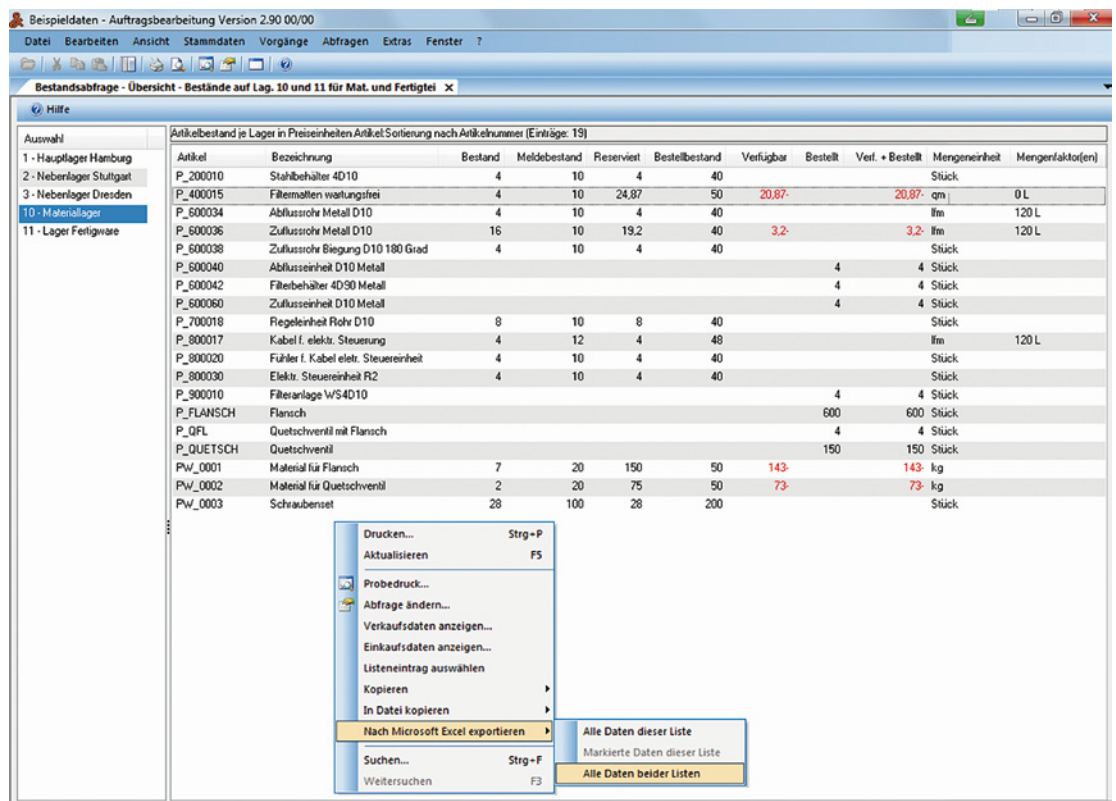 Beispieldaten - Auftragsbearbeitung Version 2.90 00/00
Datei Bearbeiten Ansicht Stammdaten Vorgänge Abfragen Extras Fenster ?
Bestandsabfrage - Übersicht - Bestände auf Lag. 10 und 11 für Mat. und Fertigtei X
Hilfe
Auswahl
1 - Hauptlager Hamburg
2 - Nebenlager Stuttgart
3 - Nebenlager Dresden
10 - Materiallager
11 - Lager Fertigware
Artikelbestand je Lager in Preiseinheiten Artikel:Sortierung nach Artikelnummer (Einträge: 19)
Artikel Bezeichnung Bestand Meldebestand Reserviert Bestellbestand Verfügbar Bestellt Verf. + Bestellt Mengeneinheit Mengenfaktor(en)
P_200010 Stahlbehälter 4D10 4 10 4 40 Stück
P_400015 Filtermatten wartungsfrei 4 10 24,87 50 20,87- 20,87- qm 0 L
P_600034 Abflussrohr Metall D10 4 10 4 40 lfm 120 L
P_600036 Zuflussrohr Metall D10 16 10 19,2 40 3,2- 3,2- lfm 120 L
P_600038 Zuflussrohr Biegung D10 180 Grad 4 10 4 40 Stück
P_600040 Abflusseinheit D10 Metall 4 4 Stück
P_600042 Filterbehälter 4D90 Metall 4 4 Stück
P_600060 Zuflusseinheit D10 Metall 4 4 Stück
P_700018 Regeleinheit Rohr D10 8 10 8 40 Stück
P_800017 Kabel f. elektr. Steuerung 4 12 4 48 lfm 120 L
P_800020 Fühler f. Kabel eletr. Steuereinheit 4 10 4 40 Stück
P_800030 Elektr. Steuereinheit R2 4 10 4 40 Stück
P_900010 Filteranlage WS4D10 4 4 Stück
P_FLANSCH Flansch 600 600 Stück
P_QFL Quetschventil mit Flansch 4 4 Stück
P_QUETSCH Quetschventil 150 150 Stück
PW_0001 Material für Flansch 7 20 150 50 143- 143- kg
PW_0002 Material für Quetschventil 2 20 75 50 73- 73- kg
PW_0003 Schraubenset 28 100 28 200 Stück
Drucken... Strg+P
Aktualisieren F5
Probedruck...
Abfrage ändern...
Verkaufsdaten anzeigen...
Einkaufsdaten anzeigen...
Listeneintrag auswählen
Kopieren
In Datei kopieren
Nach Microsoft Excel exportieren
Alle Daten dieser Liste
Markierte Daten dieser Liste
Alle Daten beider Listen
Suchen... Strg+F
Weitersuchen F3